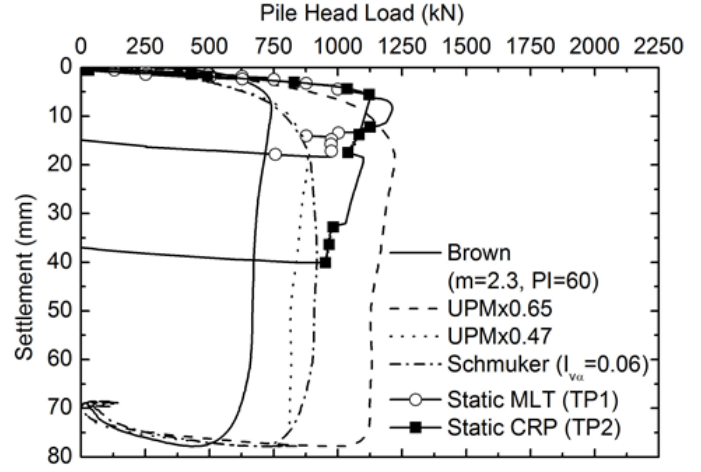 Pile Head Load (kN)
0 250 500 750 1000 1250 1500 1750 2000 2250
0
10
20
30
40
50
60
70
80
Settlement (mm)
Brown
(m=2.3, PI=60)
UPMx0.65
UPMx0.47
Schmuker (Ivα=0.06)
Static MLT (TP1)
Static CRP (TP2)